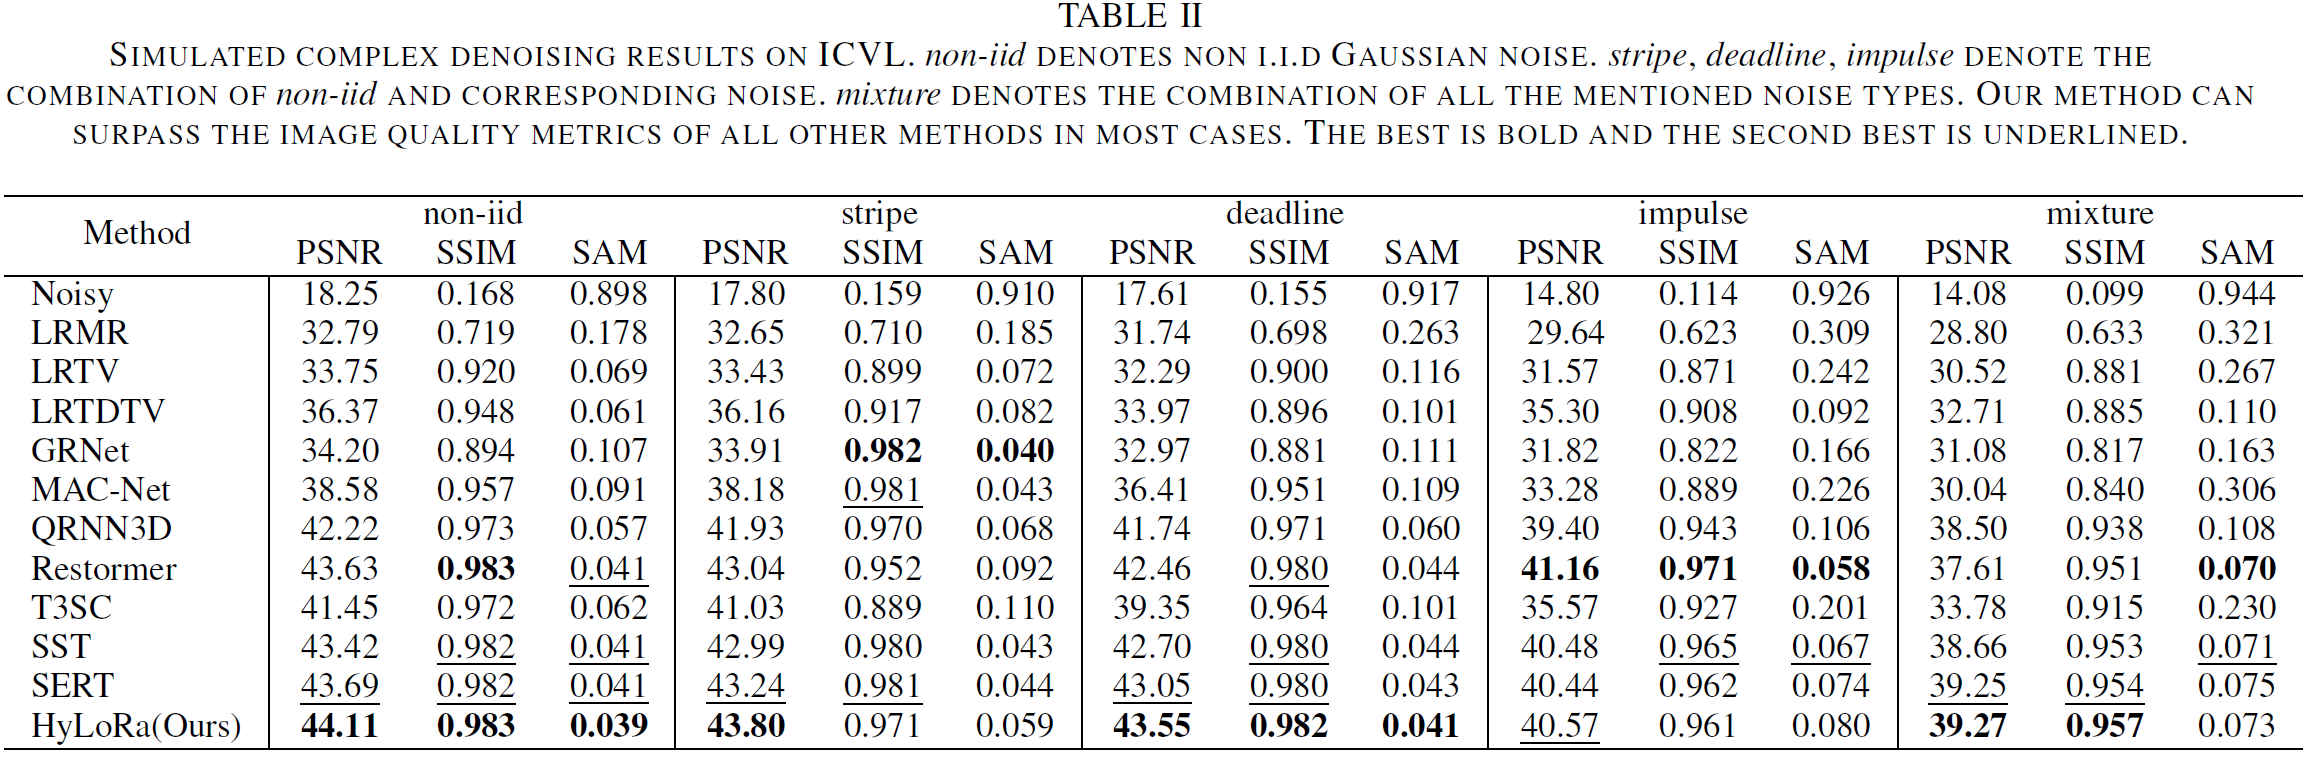 TABLE II
SIMULATED COMPLEX DENOISING RESULTS ON ICVL. non-iid DENOTES NON I.I.D GAUSSIAN NOISE. stripe, deadline, impulse DENOTE THE
COMBINATION OF non-iid AND CORRESPONDING NOISE. mixture DENOTES THE COMBINATION OF ALL THE MENTIONED NOISE TYPES. OUR METHOD CAN
SURPASS THE IMAGE QUALITY METRICS OF ALL OTHER METHODS IN MOST CASES. THE BEST IS BOLD AND THE SECOND BEST IS UNDERLINED.
Method non-iid stripe deadline impulse mixture
PSNR SSIM SAM PSNR SSIM SAM PSNR SSIM SAM PSNR SSIM SAM PSNR SSIM SAM
Noisy 18.25 0.168 0.898 17.80 0.159 0.910 17.61 0.155 0.917 14.80 0.114 0.926 14.08 0.099 0.944
LRMR 32.79 0.719 0.178 32.65 0.710 0.185 31.74 0.698 0.263 29.64 0.623 0.309 28.80 0.633 0.321
LRTV 33.75 0.920 0.069 33.43 0.899 0.072 32.29 0.900 0.116 31.57 0.871 0.242 30.52 0.881 0.267
LRTDTV 36.37 0.948 0.061 36.16 0.917 0.082 33.97 0.896 0.101 35.30 0.908 0.092 32.71 0.885 0.110
GRNet 34.20 0.894 0.107 33.91 0.982 0.040 32.97 0.881 0.111 31.82 0.822 0.166 31.08 0.817 0.163
MAC-Net 38.58 0.957 0.091 38.18 0.981 0.043 36.41 0.951 0.109 33.28 0.889 0.226 30.04 0.840 0.306
QRNN3D 42.22 0.973 0.057 41.93 0.970 0.068 41.74 0.971 0.060 39.40 0.943 0.106 38.50 0.938 0.108
Restormer 43.63 0.983 0.041 43.04 0.952 0.092 42.46 0.980 0.044 41.16 0.971 0.058 37.61 0.951 0.070
T3SC 41.45 0.972 0.062 41.03 0.889 0.110 39.35 0.964 0.101 35.57 0.927 0.201 33.78 0.915 0.230
SST 43.42 0.982 0.041 42.99 0.980 0.043 42.70 0.980 0.044 40.48 0.965 0.067 38.66 0.953 0.071
SERT 43.69 0.982 0.041 43.24 0.981 0.044 43.05 0.980 0.043 40.44 0.962 0.074 39.25 0.954 0.075
HyLoRa(Ours) 44.11 0.983 0.039 43.80 0.971 0.059 43.55 0.982 0.041 40.57 0.961 0.080 39.27 0.957 0.073